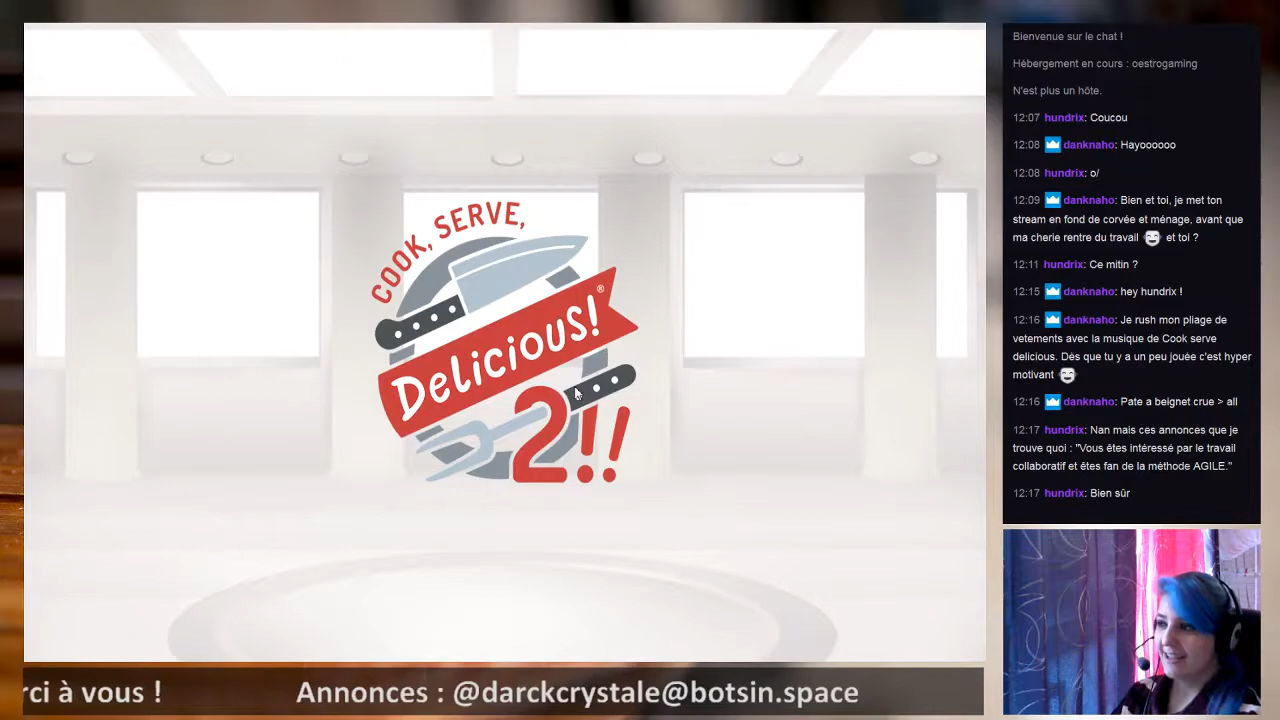 COOK, SERVE,
Delicious!®
2!!
Bienvenue sur le chat !
Hébergement en cours : oestrogaming
N'est plus un hôte.
12:07 hundrix: Coucou
12:08 danknaho: Hayoooooo
12:08 hundrix: o/
12:09 danknaho: Bien et toi, je met ton
stream en fond de corvée et ménage, avant que
ma cherie rentre du travail et toi ?
12:11 hundrix: Ce mitin ?
12:15 danknaho: hey hundrix !
12:16 danknaho: Je rush mon pliage de
vetements avec la musique de Cook serve
delicious. Dès que tu y a un peu jouée c'est hyper
motivant
12:16 danknaho: Pate a beignet crue > all
12:17 hundrix: Nan mais ces annonces que je
trouve quoi : "Vous êtes intéressé par le travail
collaboratif et êtes fan de la méthode AGILE."
12:17 hundrix: Bien sûr
rci à vous !
Annonces : @darckcrystale@botsin.space